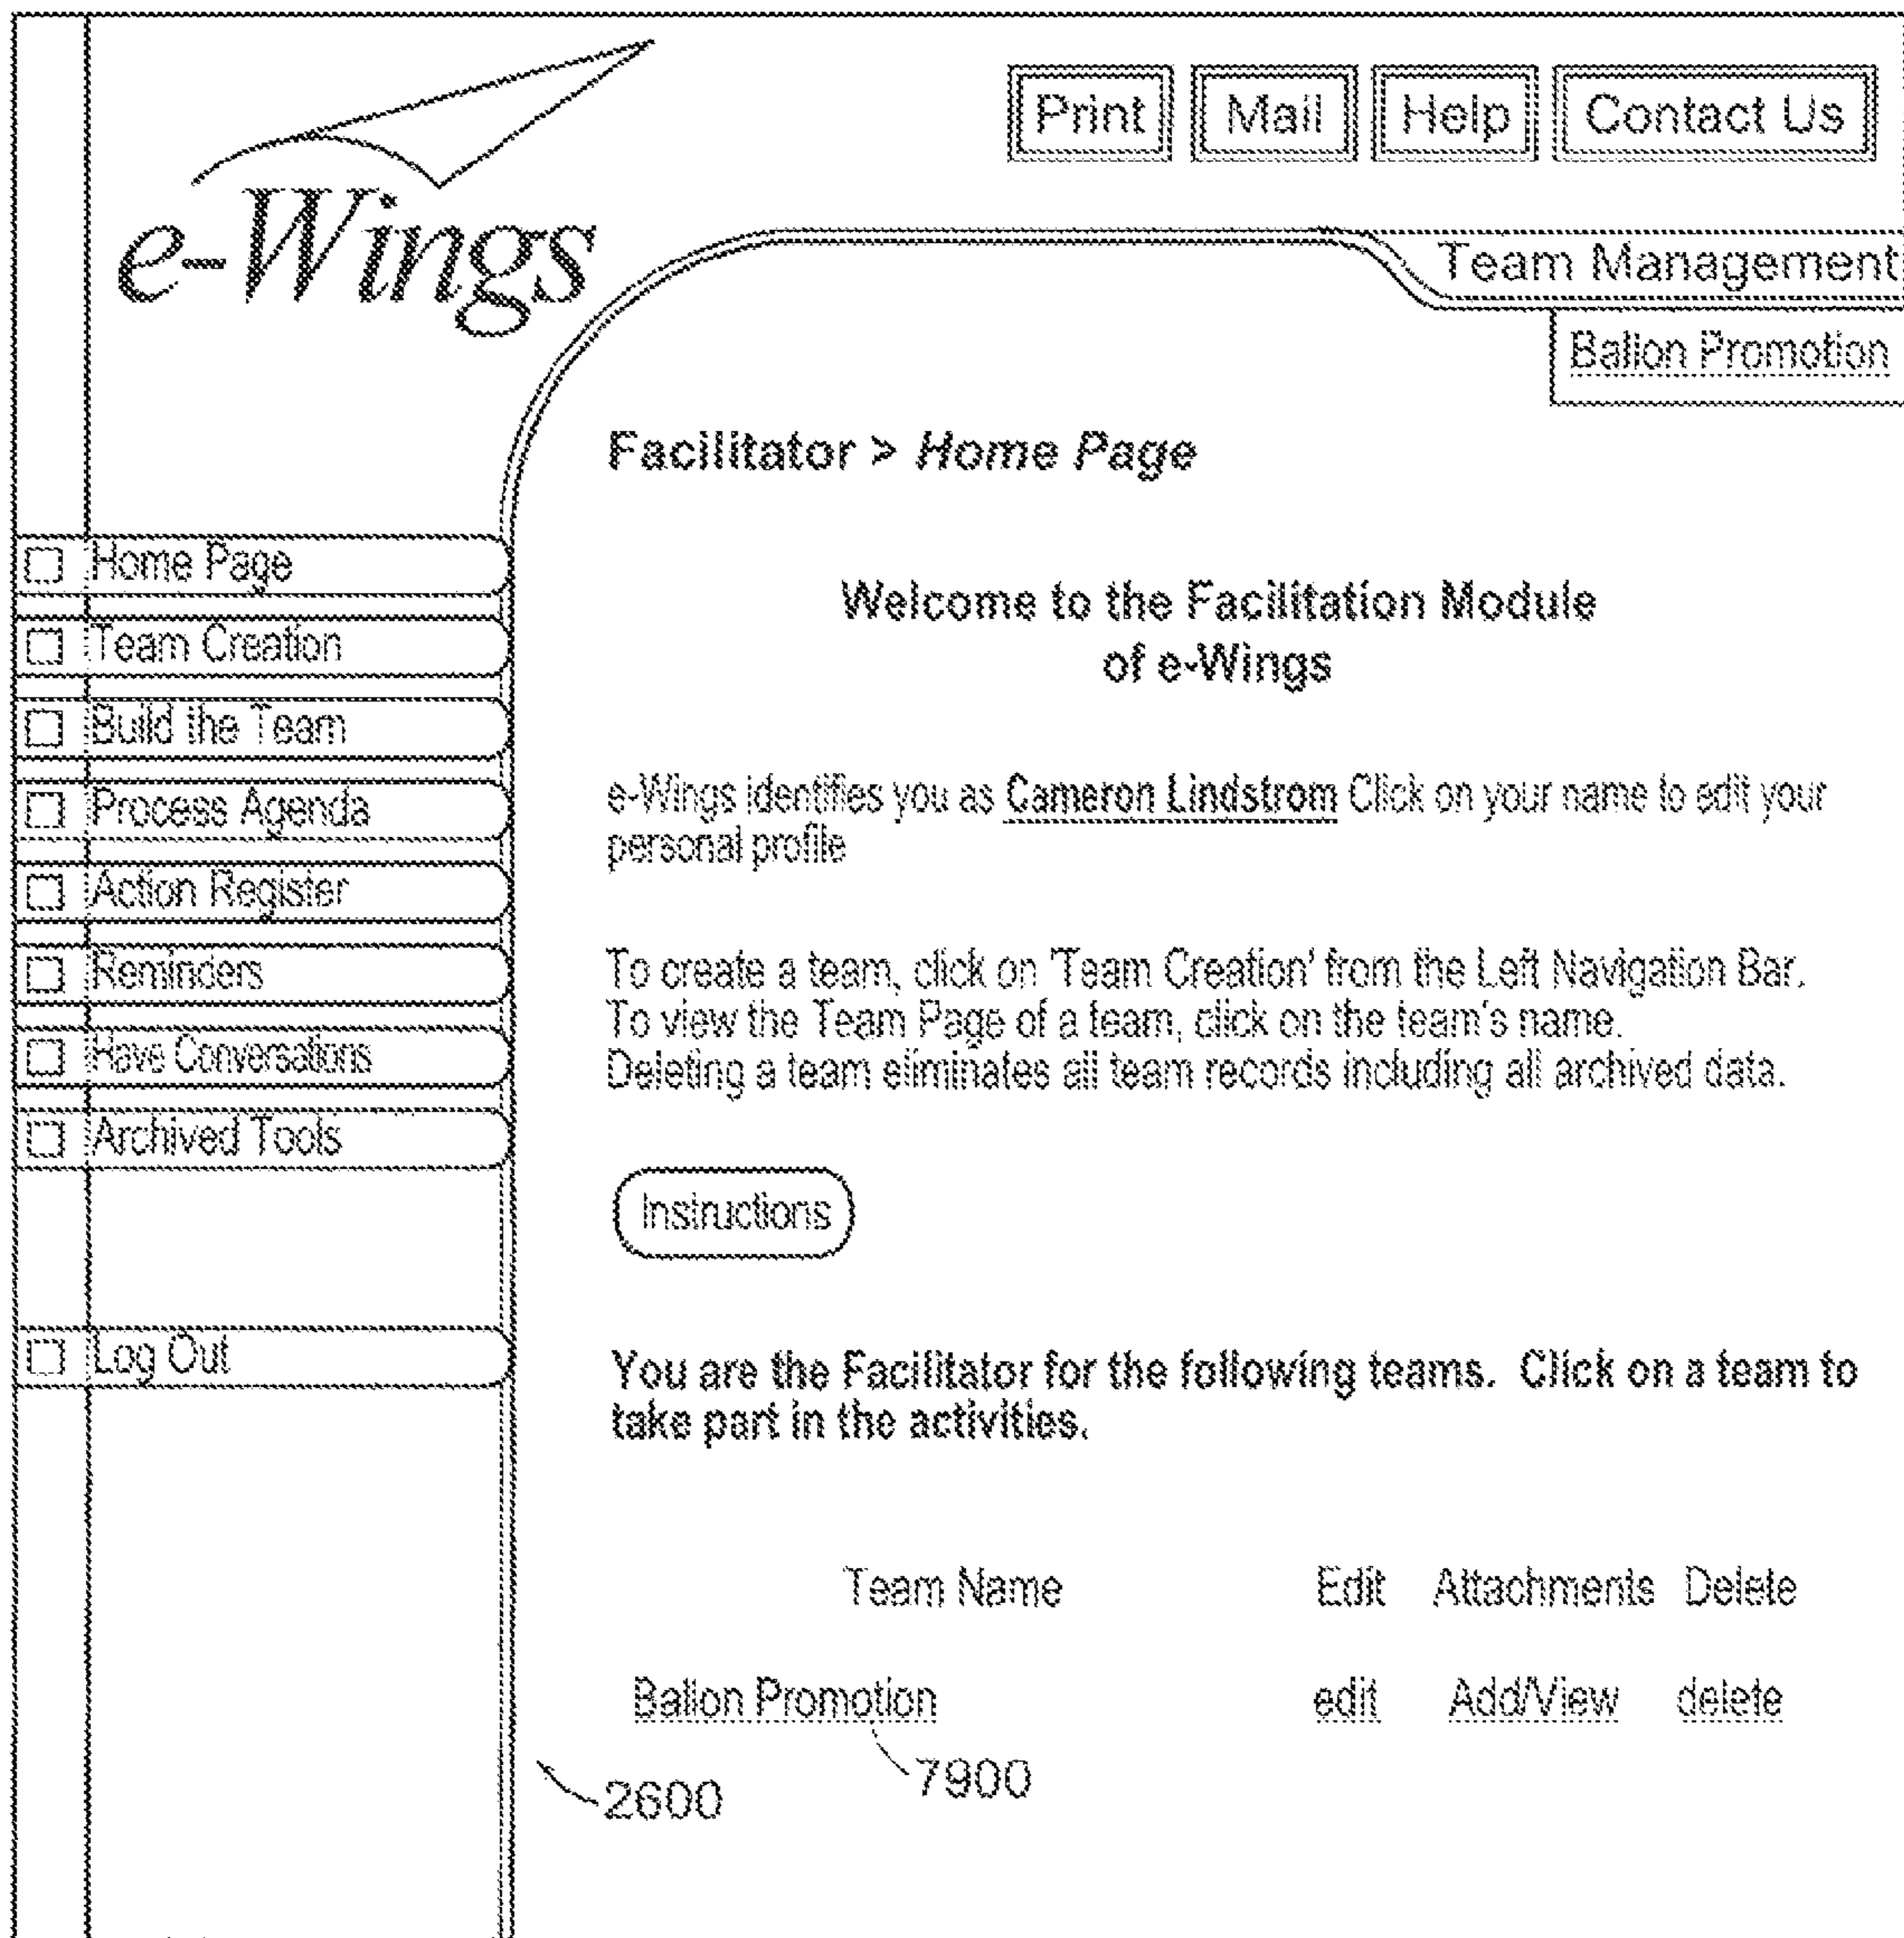 e-Wings
Print Mail Help Contact Us
Team Management
Ballon Promotion
Facilitator > Home Page
Home Page
Team Creation
Build the Team
Process Agenda
Action Register
Reminders
Have Conversations
Archived Tools
Log Out
Welcome to the Facilitation Module
of e-Wings
e-Wings identifies you as Cameron Lindstrom Click on your name to edit your
personal profile
To create a team, click on 'Team Creation' from the Left Navigation Bar.
To view the Team Page of a team, click on the team's name.
Deleting a team eliminates all team records including all archived data.
Instructions
You are the Facilitator for the following teams. Click on a team to
take part in the activities.
Team Name Edit Attachments Delete
Ballon Promotion edit Add/View delete
7900
2600